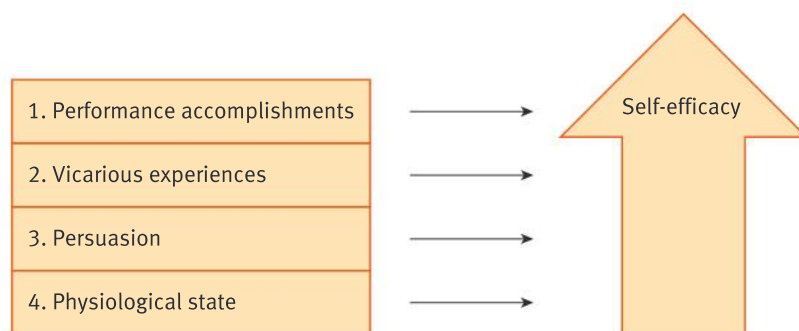 1. Performance accomplishments
Self-efficacy
2. Vicarious experiences
3. Persuasion
4. Physiological state